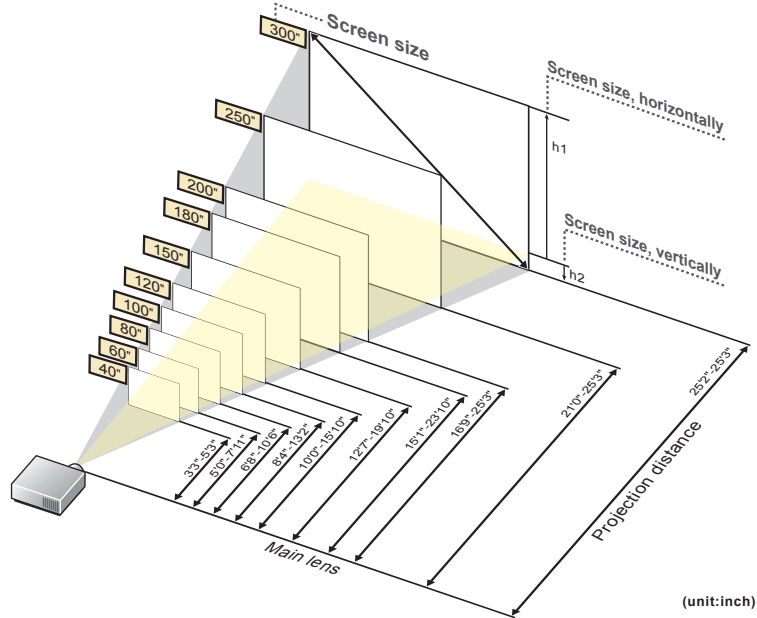 Screen size
300"
Screen size, horizontally
250"
h1
200"
180"
Screen size, vertically
150"
h2
120"
100"
80"
60"
40"
3'3"-5'3"
5'0"-7'11"
6'8"-10'6"
8'4"-13'2"
10'0"-15'10"
12'7"-19'10"
15'1"-23'10"
16'9"-25'3"
21'0"-25'3"
25'2"-25'3"
Projection distance
Main lens
(unit:inch)